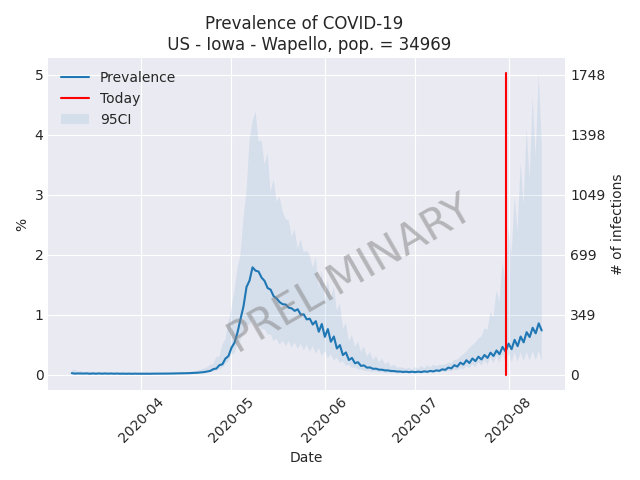 Prevalence of COVID-19
US - Iowa - Wapello, pop. = 34969
Prevalence
Today
95CI
5
4
3
2
1
0
%
1748
1398
1049
699
349
0
# of infections
PRELIMINARY
2020-04
2020-05
2020-06
2020-07
2020-08
Date